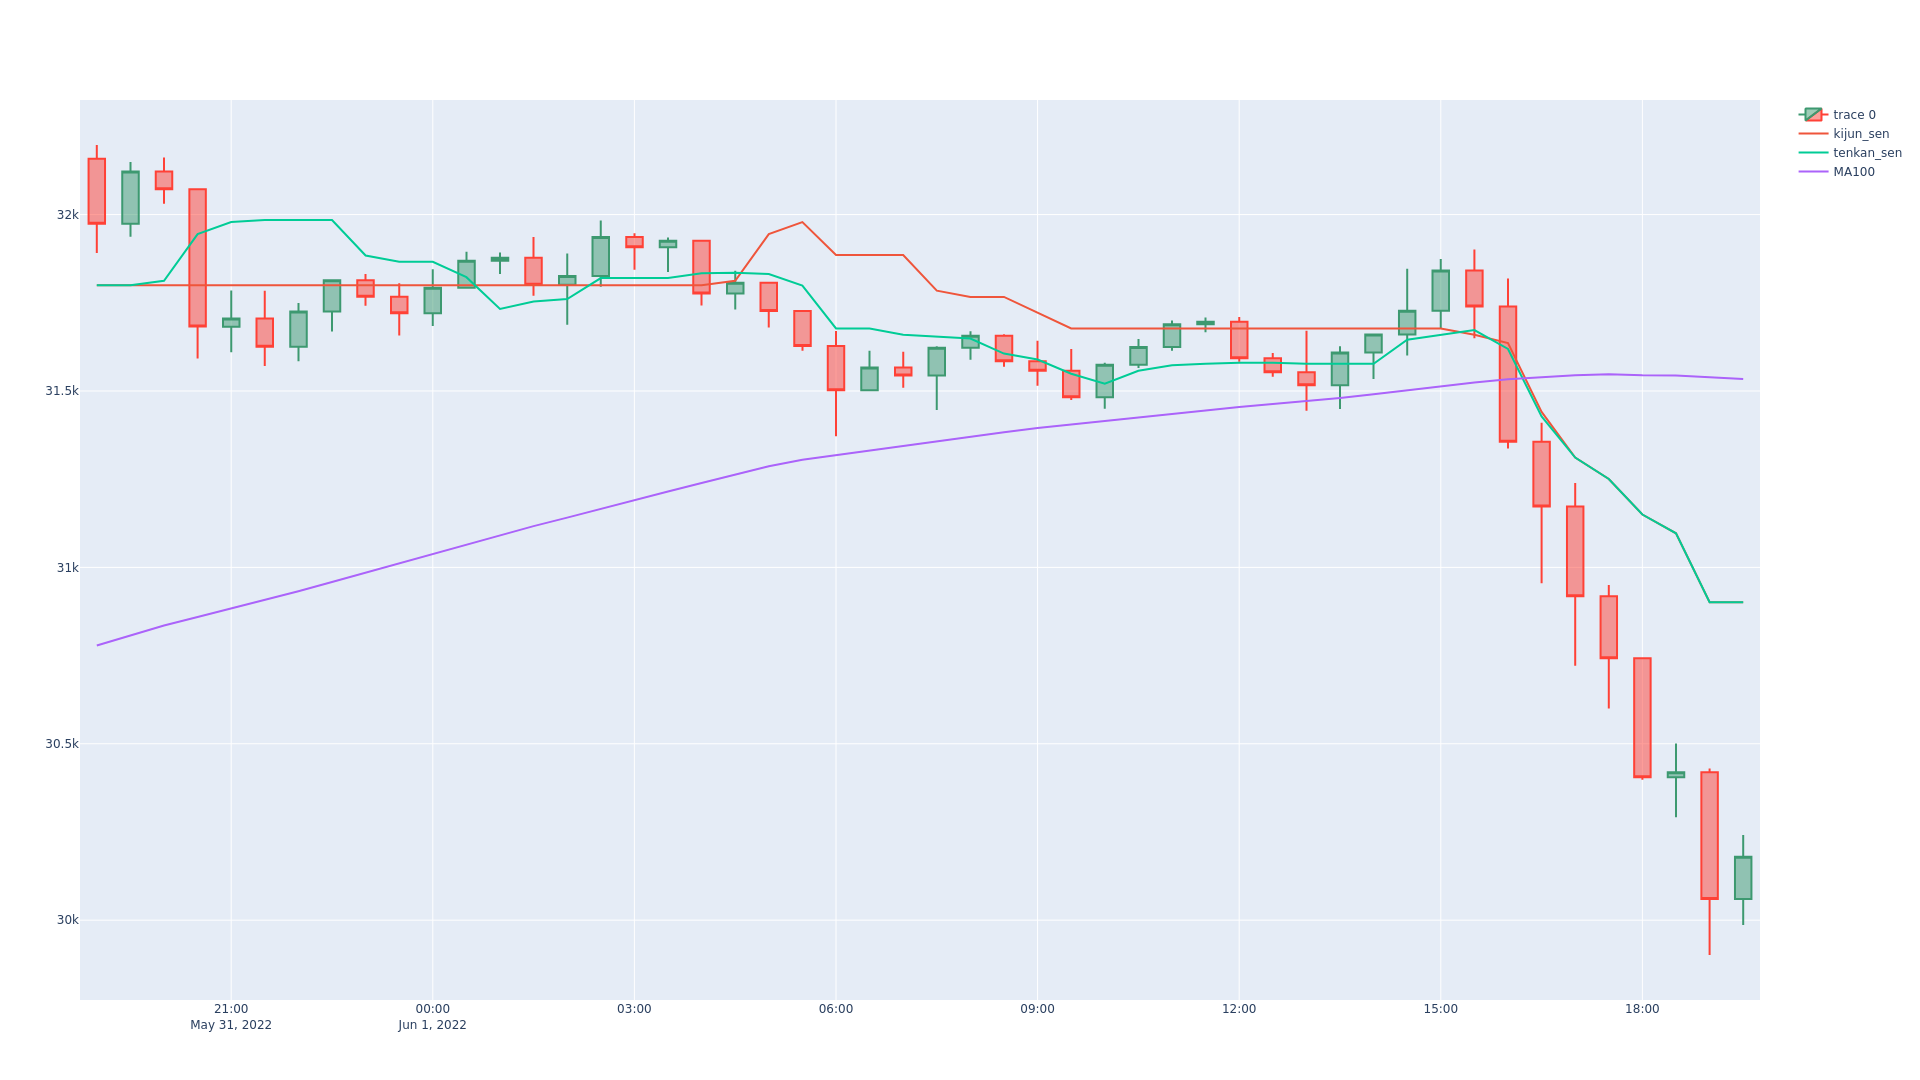 trace 0
kijun_sen
tenkan_sen
MA100
32k
31.5k
31k
30.5k
30k
21:00
May 31, 2022
00:00
Jun 1, 2022
03:00
06:00
09:00
12:00
15:00
18:00